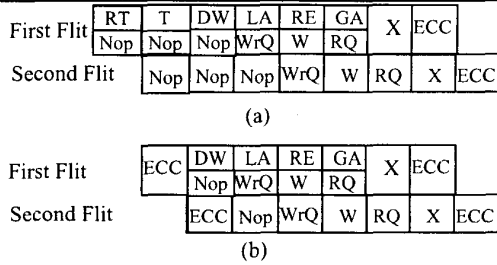 RT T DW LA RE GA X ECC
First Flit
Nop Nop Nop WrQ W RQ
Second Flit Nop Nop Nop WrQ W RQ X ECC
(a)
ECC DW LA RE GA X ECC
First Flit
Nop WrQ W RQ
Second Flit ECC Nop WrQ W RQ X ECC
(b)